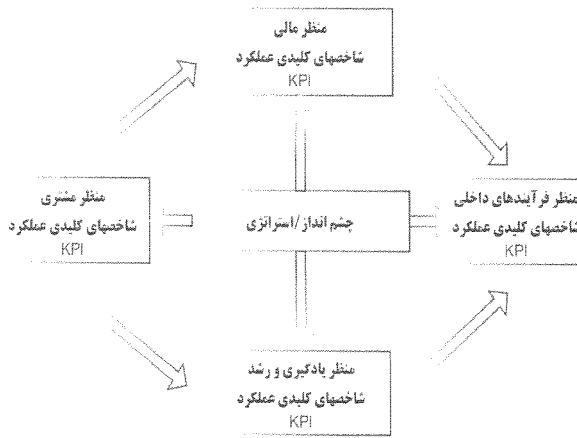 منظر مالی
شاخصهای کلیدی عملکرد
KPI
منظر فرآیندهای داخلی
شاخصهای کلیدی عملکرد
KPI
چشم انداز/استراتژی
منظر مشتری
شاخصهای کلیدی عملکرد
KPI
منظر یادگیری و رشد
شاخصهای کلیدی عملکرد
KPI